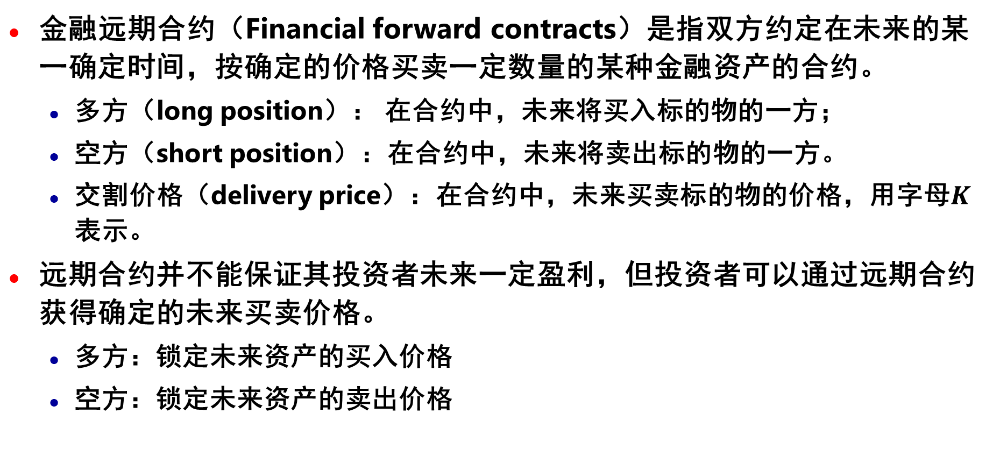 • 金融远期合约（Financial forward contracts）是指双方约定在未来的某
一确定时间，按确定的价格买卖一定数量的某种金融资产的合约。
• 多方（long position）： 在合约中，未来将买入标的物的一方；
• 空方（short position）：在合约中，未来将卖出标的物的一方。
• 交割价格（delivery price）：在合约中，未来买卖标的物的价格，用字母K
表示。
• 远期合约并不能保证其投资者未来一定盈利，但投资者可以通过远期合约
获得确定的未来买卖价格。
• 多方：锁定未来资产的买入价格
• 空方：锁定未来资产的卖出价格